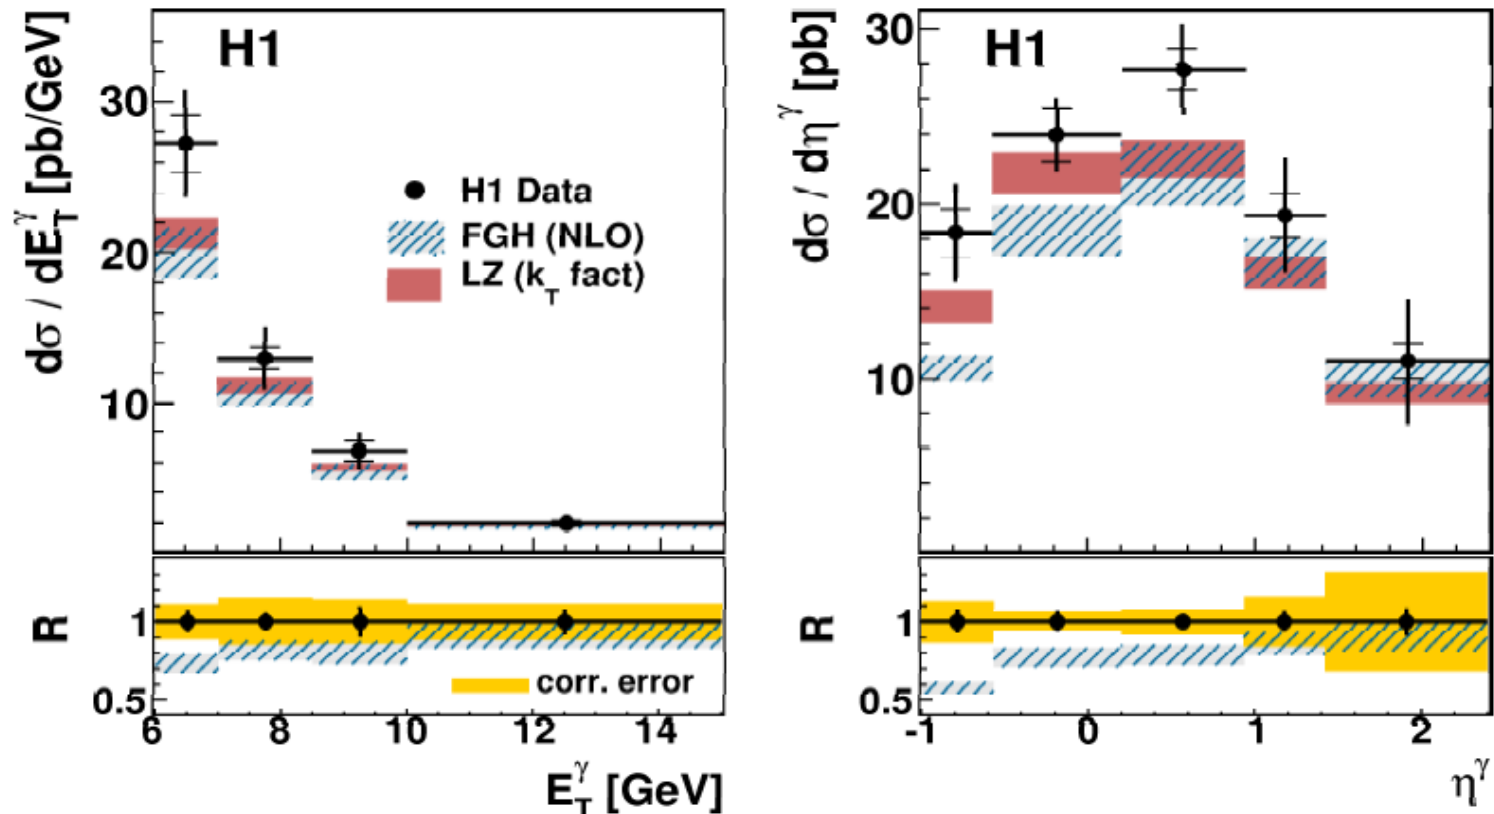 H1
dσ / dE_T^γ [pb/GeV]
30
20
10
H1 Data
FGH (NLO)
LZ (k_T fact)
R
1
0.5
corr. error
6 8 10 12 14
E_T^γ [GeV]
H1
dσ / dη^γ [pb]
30
20
10
R
1
0.5
-1 0 1 2
η^γ